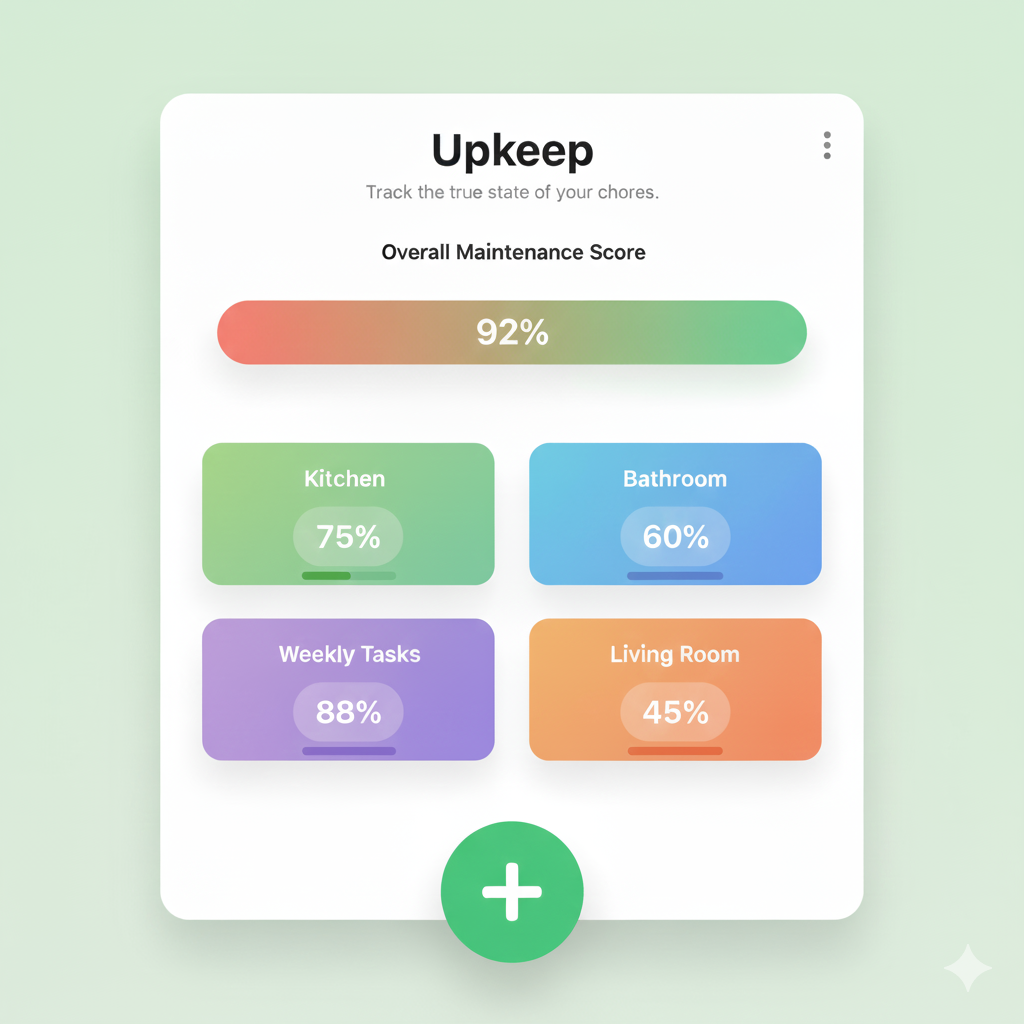 Upkeep
Track the true state of your chores.
Overall Maintenance Score
92%
Kitchen
75%
Bathroom
60%
Weekly Tasks
88%
Living Room
45%